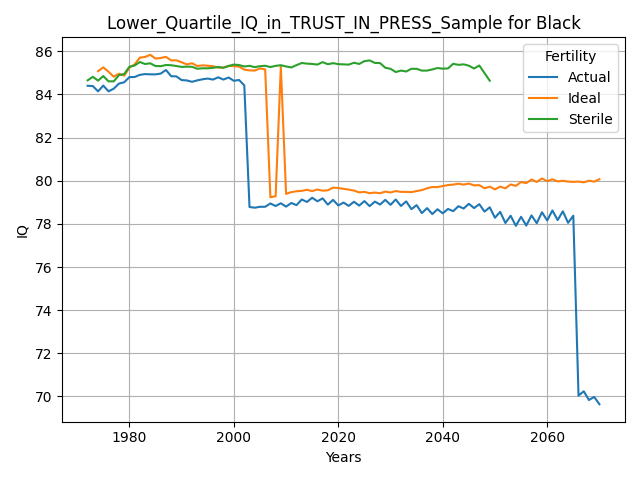 Lower_Quartile_IQ_in_TRUST_IN_PRESS_Sample for Black
Fertility
Actual
Ideal
Sterile
86
84
82
80
78
76
74
72
70
IQ
1980 2000 2020 2040 2060
Years